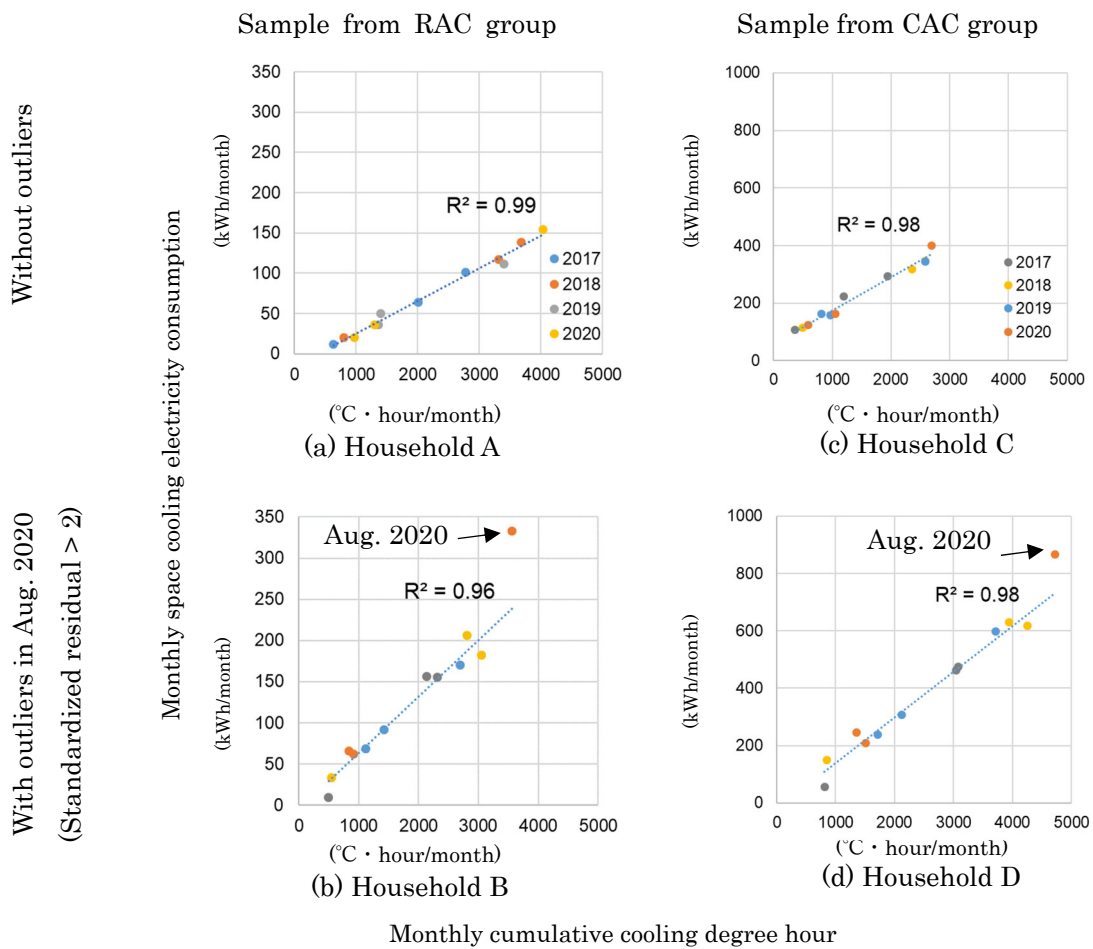 Sample from RAC group
Sample from CAC group
Without outliers
With outliers in Aug. 2020
(Standardized residual > 2)
Monthly space cooling electricity consumption
(kWh/month)
350
300
250
200
150
100
50
0
R² = 0.99
2017
2018
2019
2020
0 1000 2000 3000 4000 5000
(℃・hour/month)
(a) Household A
(kWh/month)
1000
800
600
400
200
0
R² = 0.98
2017
2018
2019
2020
0 1000 2000 3000 4000 5000
(℃・hour/month)
(c) Household C
(kWh/month)
350
300
250
200
150
100
50
0
Aug. 2020
R² = 0.96
0 1000 2000 3000 4000 5000
(℃・hour/month)
(b) Household B
(kWh/month)
1000
800
600
400
200
0
Aug. 2020
R² = 0.98
0 1000 2000 3000 4000 5000
(℃・hour/month)
(d) Household D
Monthly cumulative cooling degree hour